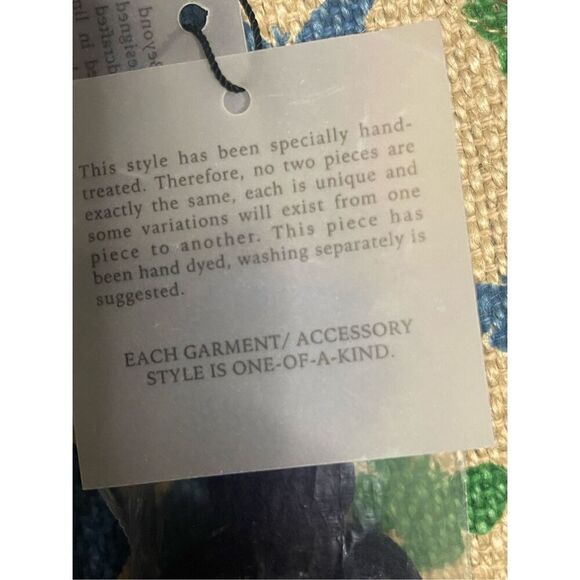 This style has been specially hand-
treated. Therefore, no two pieces are
exactly the same, each is unique and
some variations will exist from one
piece to another. This piece has
been hand dyed, washing separately is
suggested.
EACH GARMENT/ ACCESSORY
STYLE IS ONE-OF-A-KIND.